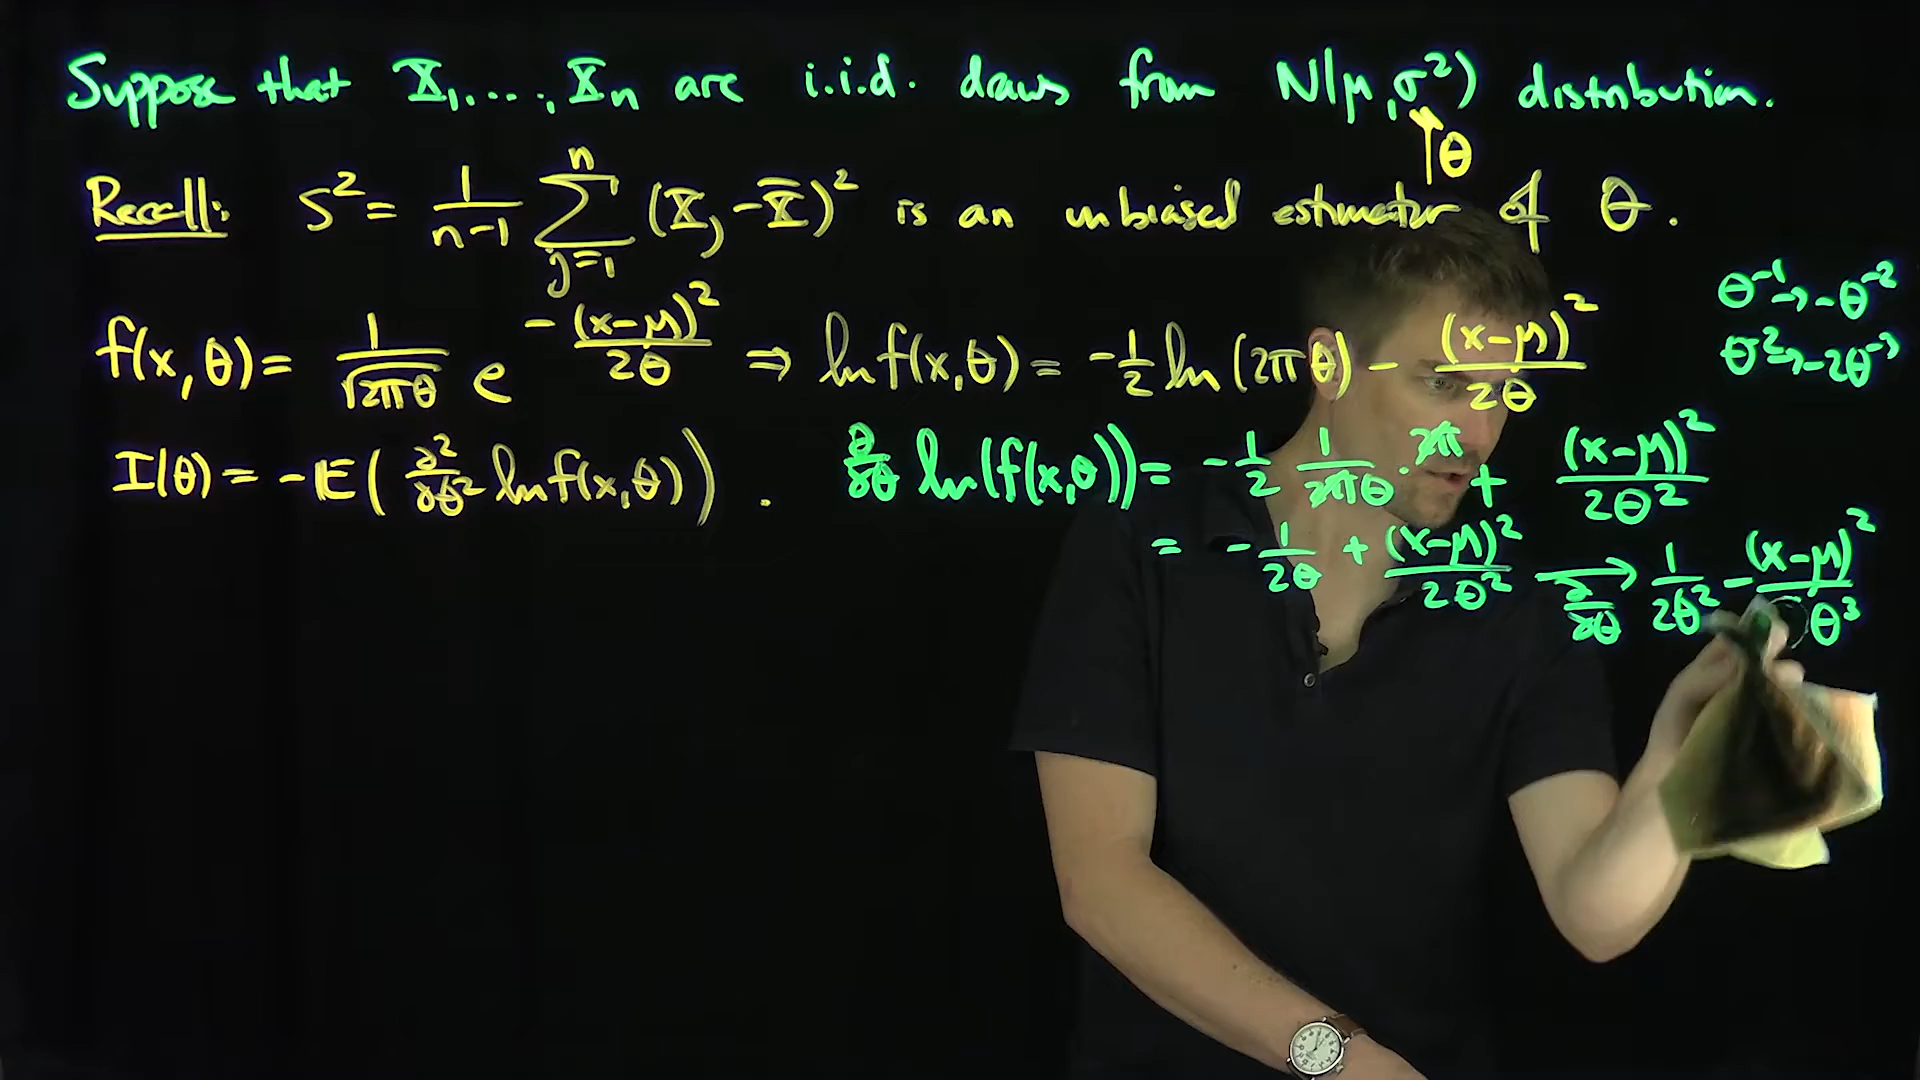 Suppose that X₁,...,Xₙ are i.i.d. draws from N(μ,σ²) distribution.
↑θ
Recall: S² = 1/(n-1) Σ_{j=1}^{n} (X_j - X̄)² is an unbiased estimator of θ.
θ⁻¹ → -θ⁻²
θ⁻² → -2θ⁻³
f(x,θ) = 1/√(2πθ) e^{-(x-μ)²/2θ} ⇒ ln f(x,θ) = -1/2 ln(2πθ) - (x-μ)²/2θ
I(θ) = -E(∂²/∂θ² ln f(x,θ)). ∂/∂θ ln(f(x,θ)) = -1/2 1/(2πθ) · 2π + (x-μ)²/2θ²
= -1/2θ + (x-μ)²/2θ² →∂/∂θ 1/2θ² - (x-μ)²/θ³